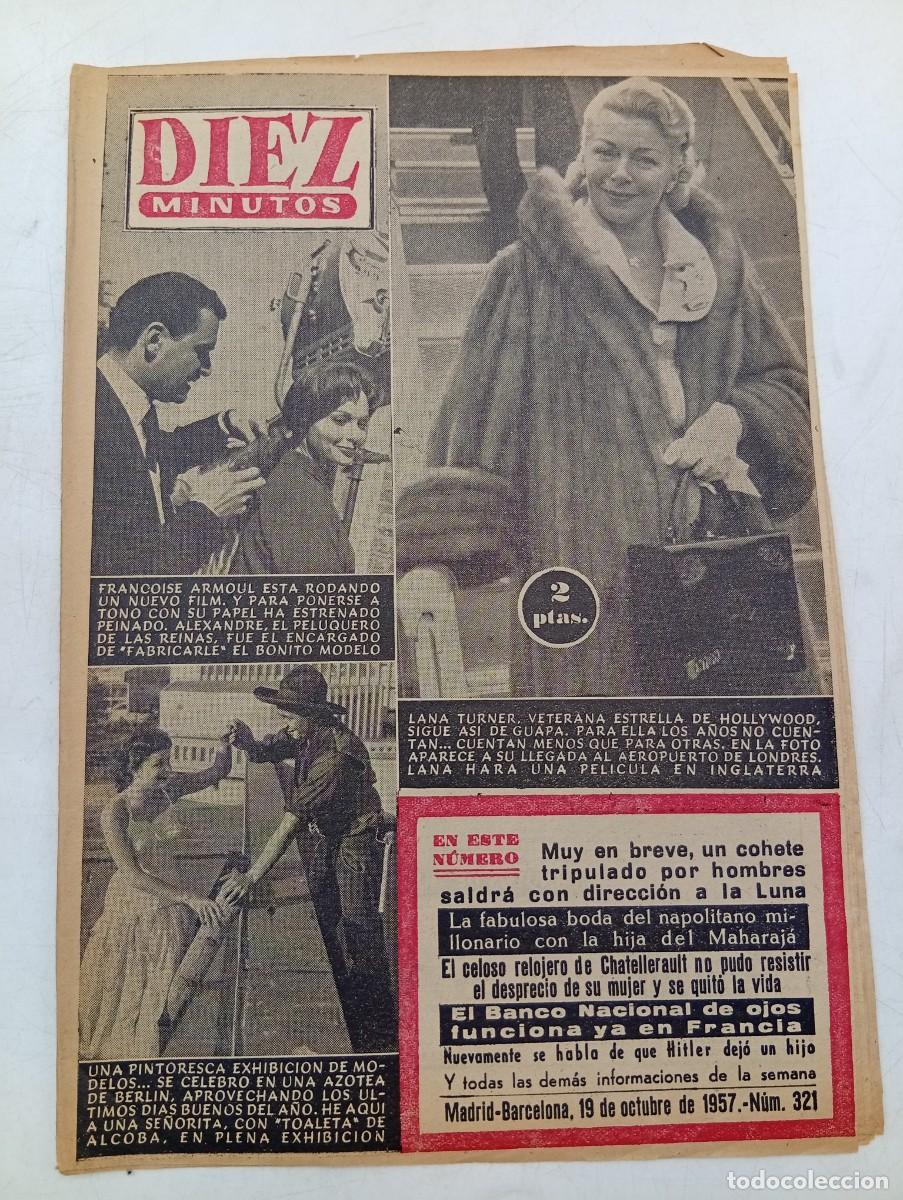 DIEZ
MINUTOS
FRANCOISE ARMOUL ESTA RODANDO
UN NUEVO FILM. Y PARA PONERSE A
TONO CON SU PAPEL HA ESTRENADO
PEINADO. ALEXANDRE, EL PELUQUERO
DE LAS REINAS, FUE EL ENCARGADO
DE "FABRICARLE" EL BONITO MODELO
2
ptas.
LANA TURNER, VETERANA ESTRELLA DE HOLLYWOOD,
SIGUE ASI DE GUAPA. PARA ELLA LOS AÑOS NO CUEN-
TAN... CUENTAN MENOS QUE PARA OTRAS. EN LA FOTO
APARECE A SU LLEGADA AL AEROPUERTO DE LONDRES.
LANA HARA UNA PELICULA EN INGLATERRA
UNA PINTORESCA EXHIBICION DE MO-
DELOS... SE CELEBRO EN UNA AZOTEA
DE BERLIN, APROVECHANDO LOS UL-
TIMOS DIAS BUENOS DEL AÑO. HE AQUI
A UNA SEÑORITA, CON "TOALETA" DE
ALCOBA, EN PLENA EXHIBICION
EN ESTE
NÚMERO
Muy en breve, un cohete
tripulado por hombres
saldrá con dirección a la Luna
La fabulosa boda del napolitano mi-
llonario con la hija del Maharajá
El celoso relojero de Chatellerault no pudo resistir
el desprecio de su mujer y se quitó la vida
El Banco Nacional de ojos
funciona ya en Francia
Nuevamente se habla de que Hitler dejó un hijo
Y todas las demás informaciones de la semana
Madrid-Barcelona, 19 de octubre de 1957.-Núm. 321
todocoleccion